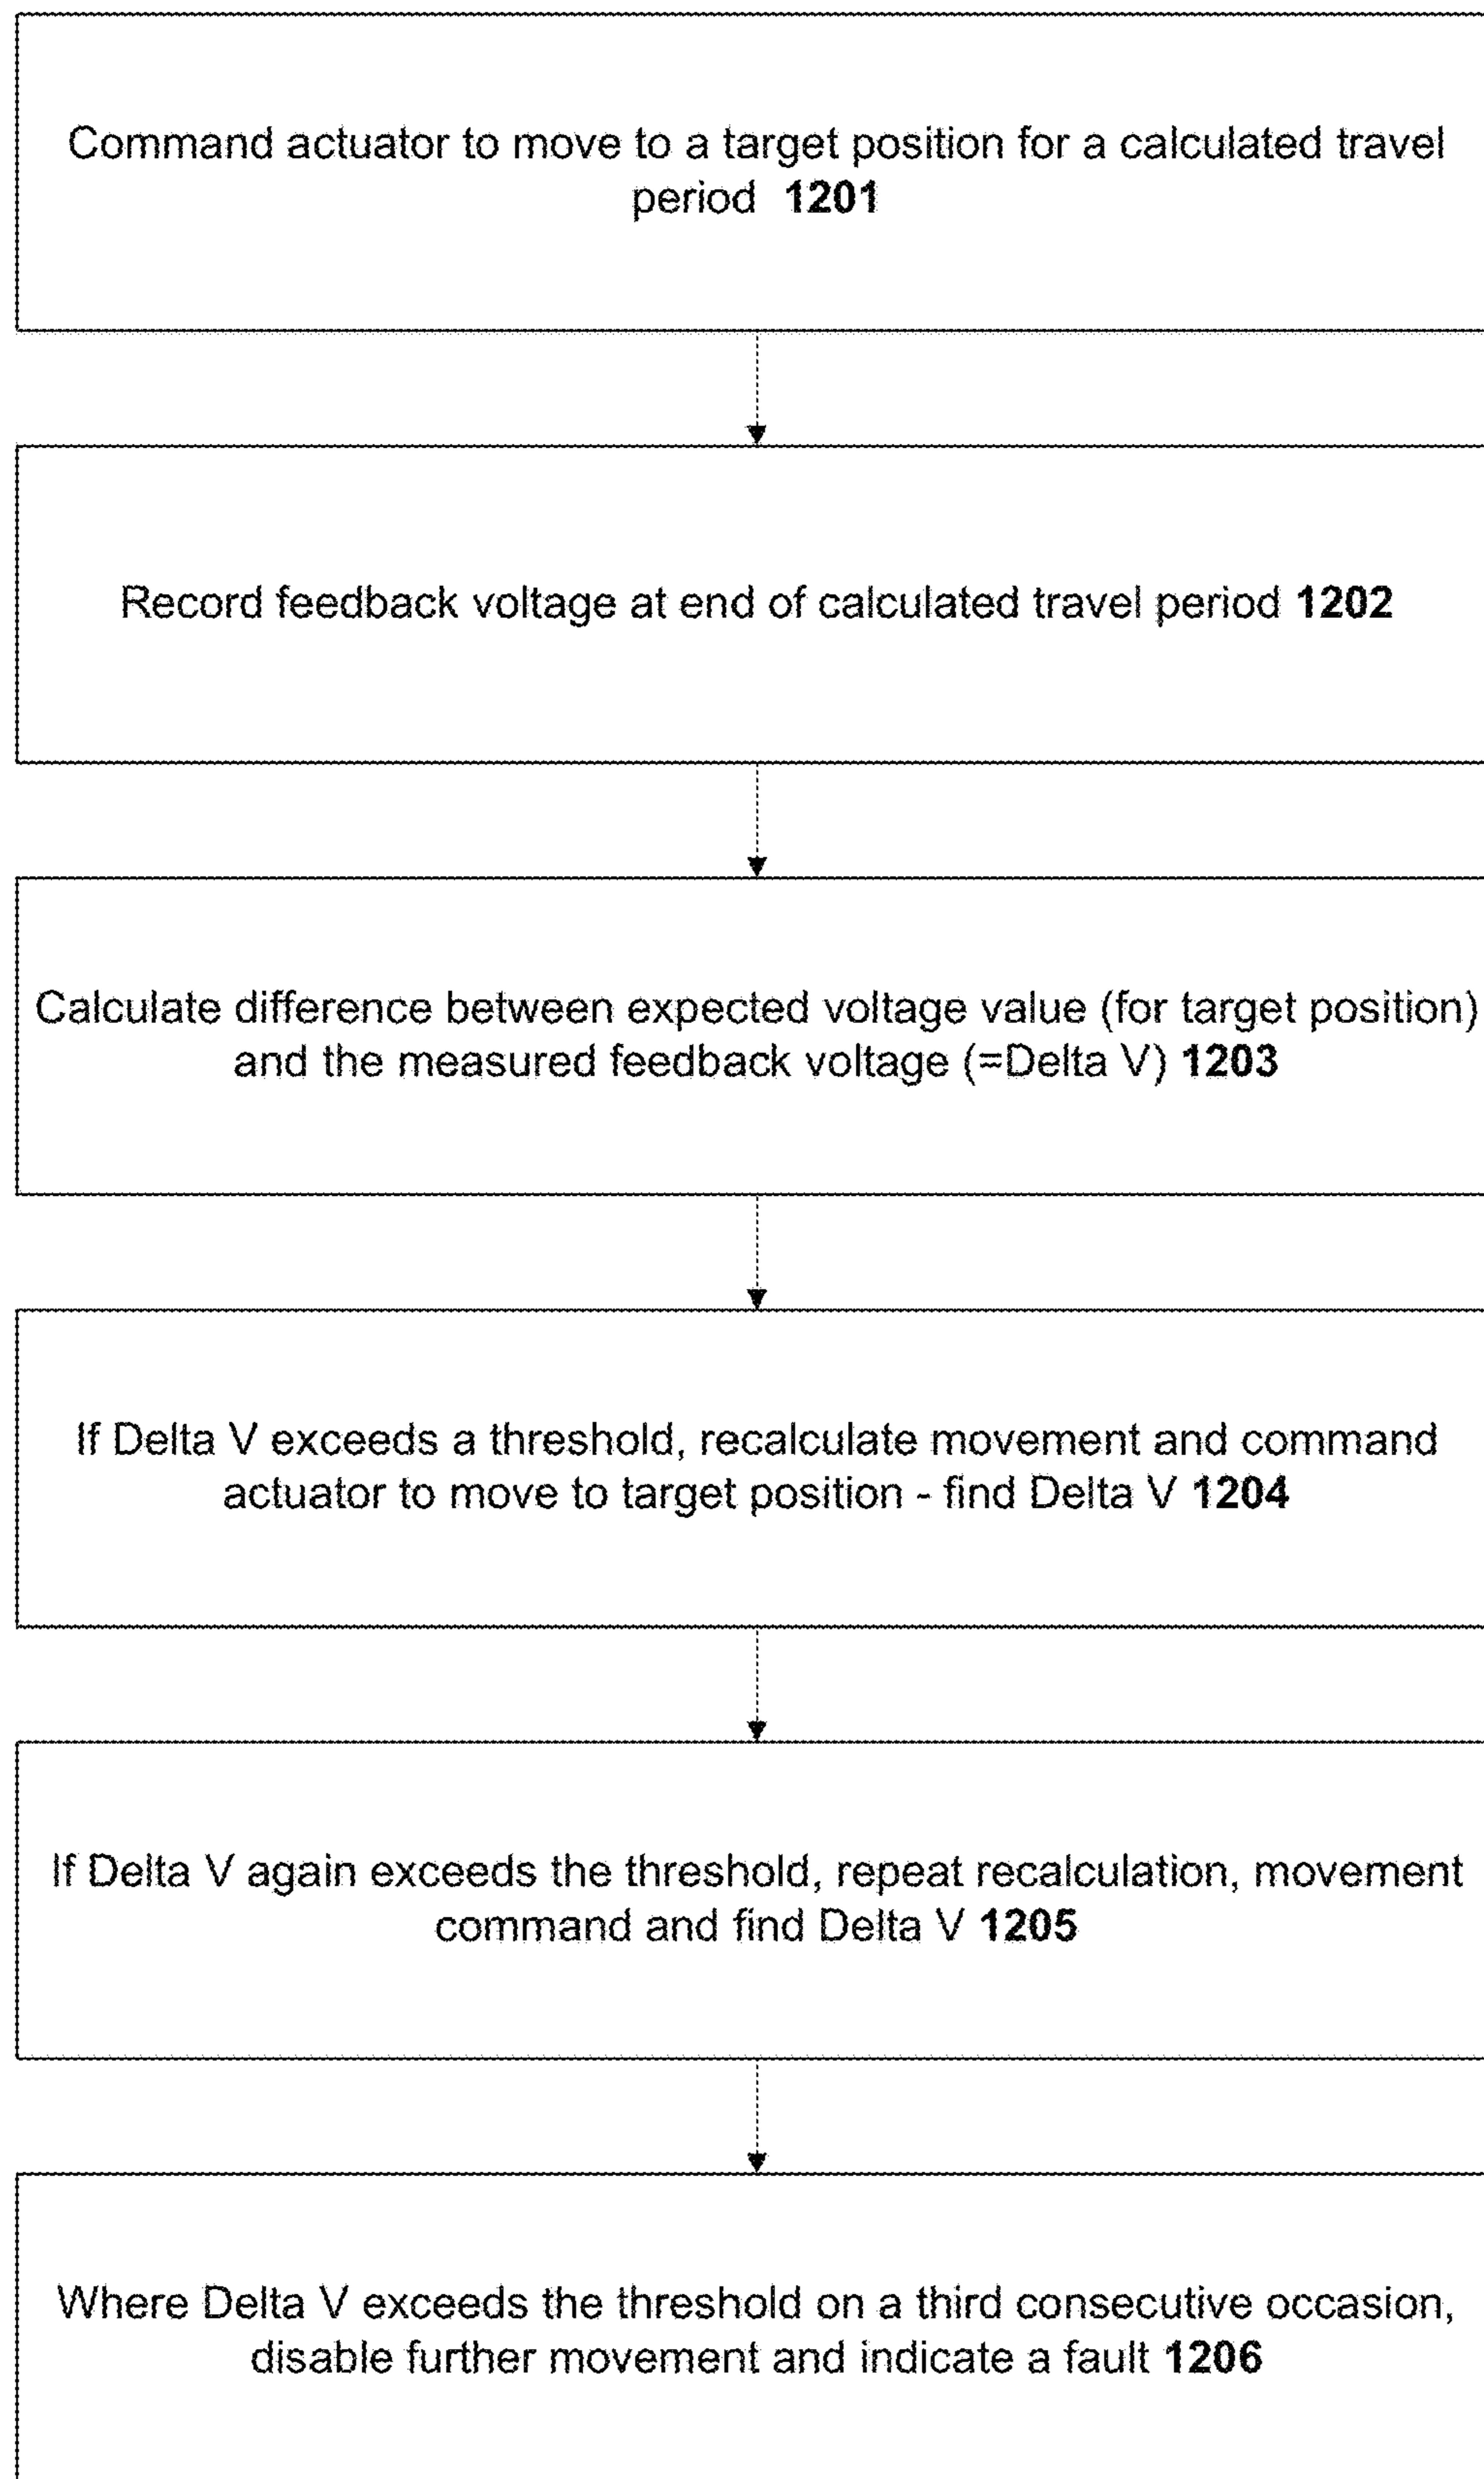 Command actuator to move to a target position for a calculated travel
period 1201
Record feedback voltage at end of calculated travel period 1202
Calculate difference between expected voltage value (for target position)
and the measured feedback voltage (=Delta V) 1203
If Delta V exceeds a threshold, recalculate movement and command
actuator to move to target position - find Delta V 1204
If Delta V again exceeds the threshold, repeat recalculation, movement
command and find Delta V 1205
Where Delta V exceeds the threshold on a third consecutive occasion,
disable further movement and indicate a fault 1206